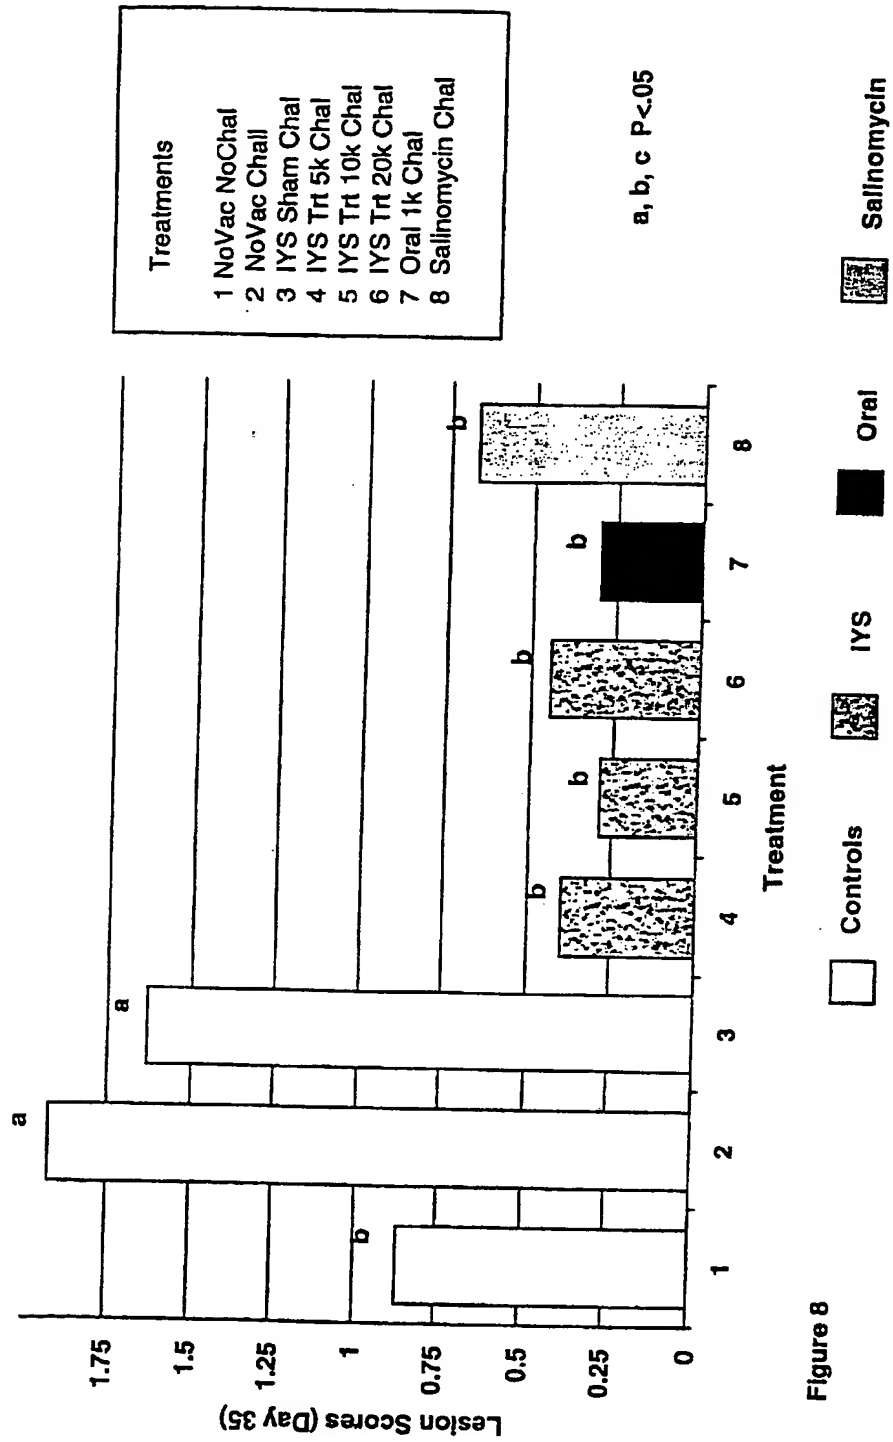 Treatments
1 NoVac NoChal
2 NoVac Chall
3 IYS Sham Chal
4 IYS Trt 5k Chal
5 IYS Trt 10k Chal
6 IYS Trt 20k Chal
7 Oral 1k Chal
8 Salinomycin Chal
a, b, c P<.05
Lesion Scores (Day 35)
1.75
1.5
1.25
1
0.75
0.5
0.25
0
b
a
a
b
b
b
b
b
1
2
3
4
5
6
7
8
Treatment
Controls
IYS
Oral
Salinomycin
Figure 8